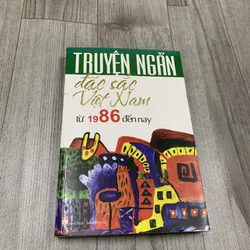 TRUYỆN NGẮN
đặc sắc
Việt Nam
từ 1986 đến nay